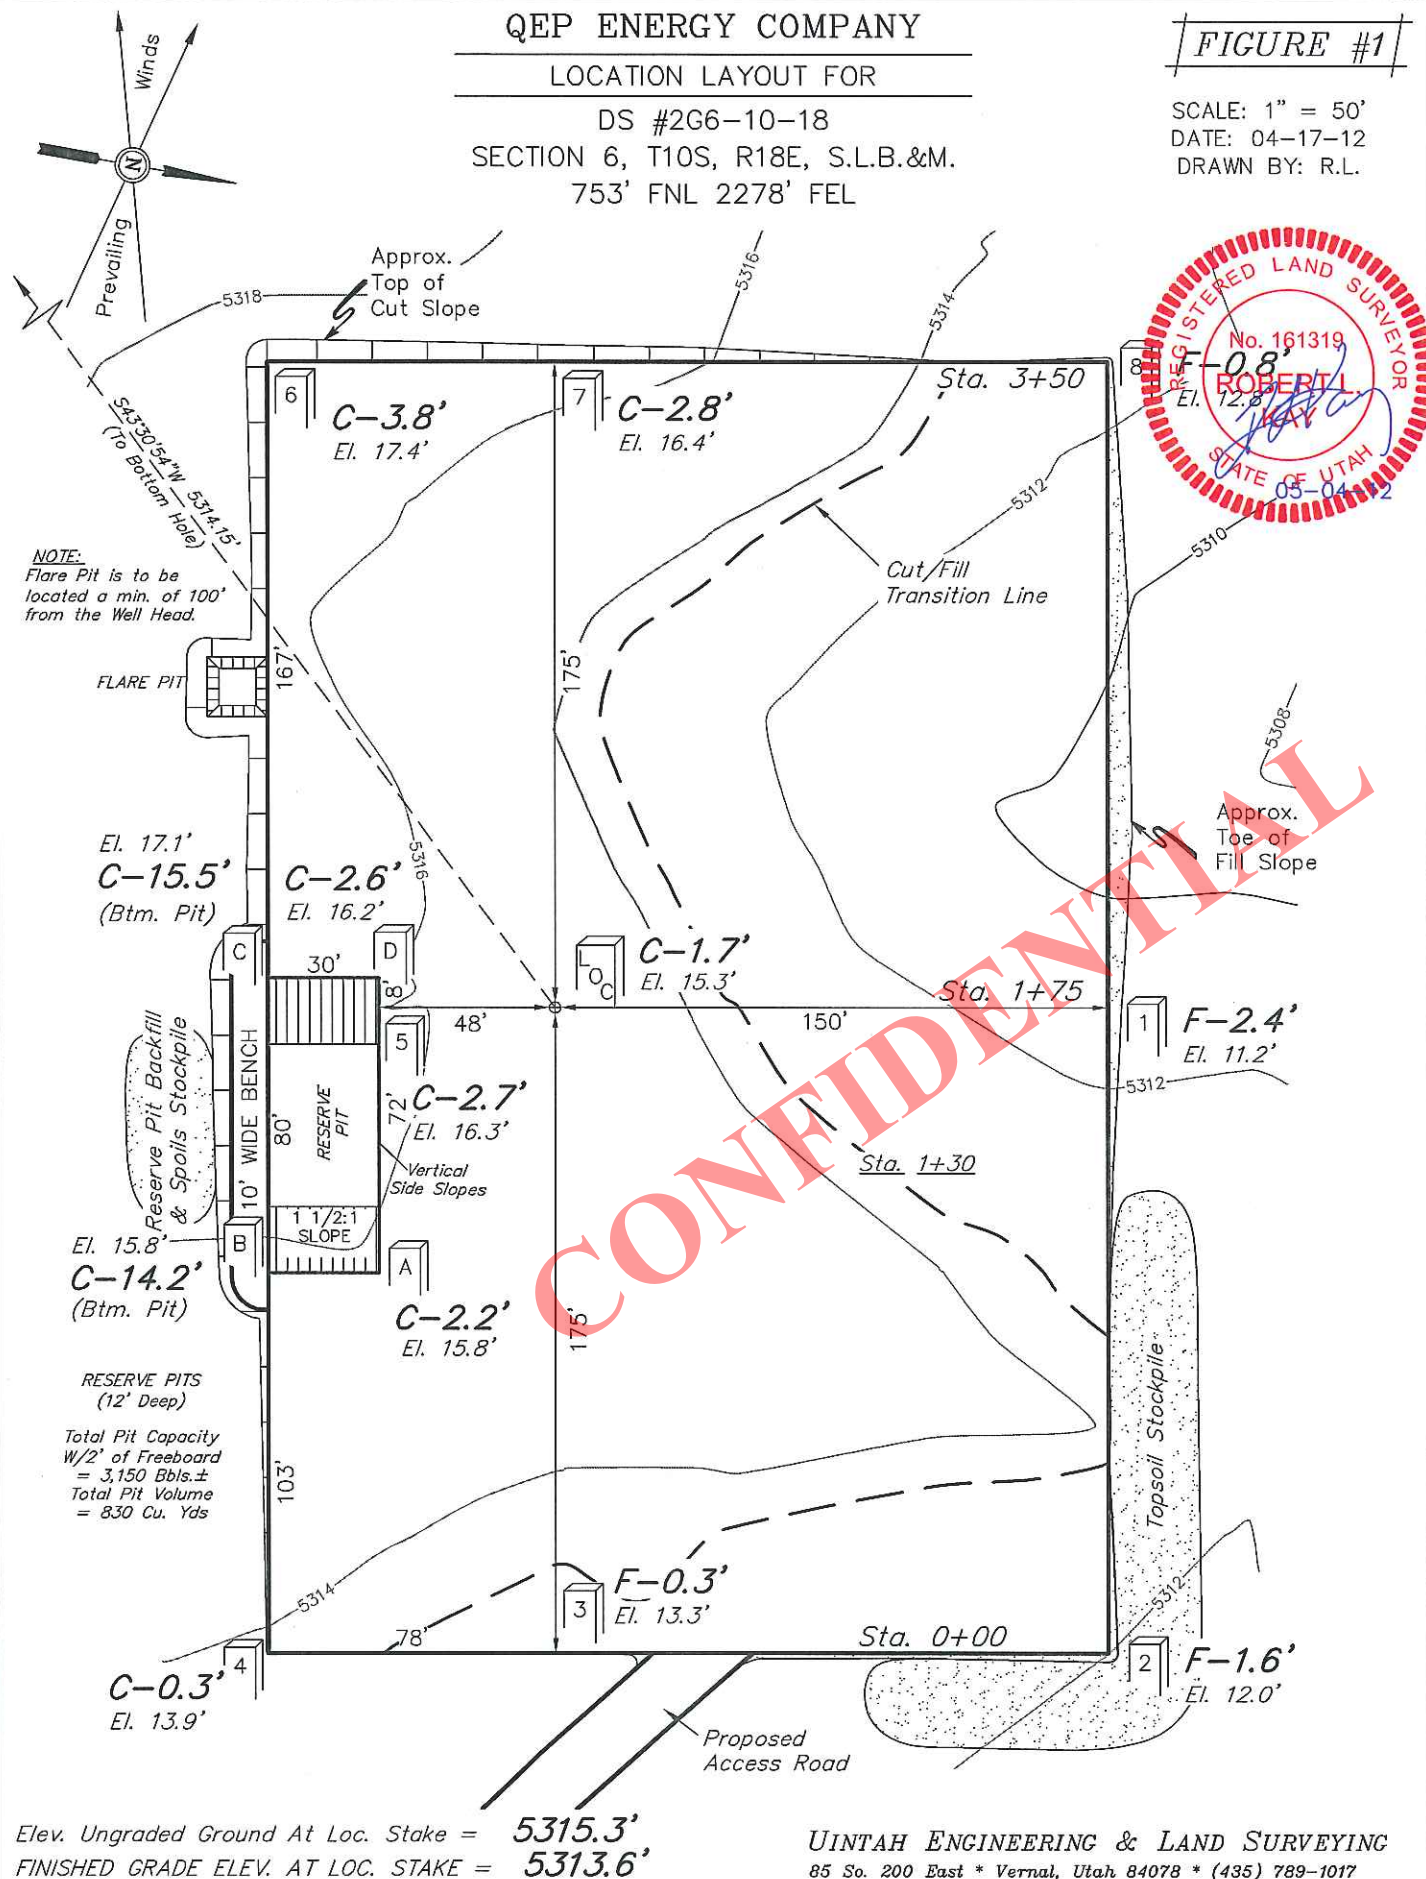 QEP ENERGY COMPANY
LOCATION LAYOUT FOR
DS #2G6-10-18
SECTION 6, T10S, R18E, S.L.B.&M.
753' FNL 2278' FEL
FIGURE #1
SCALE: 1" = 50'
DATE: 04-17-12
DRAWN BY: R.L.
Winds
N
Prevailing
REGISTERED LAND SURVEYOR
No. 161319
ROBERT L.
KAY
STATE OF UTAH
05-04-12
Approx.
Top of
Cut Slope
5318
5316
5314
Sta. 3+50
8
F-0.8'
El. 12.8'
6
C-3.8'
El. 17.4'
7
C-2.8'
El. 16.4'
S43°30'54"W 5314.15'
(To Bottom Hole)
5312
5310
NOTE:
Flare Pit is to be
located a min. of 100'
from the Well Head.
Cut/Fill
Transition Line
FLARE PIT
167'
175'
5308
Approx.
Toe of
Fill Slope
El. 17.1'
C-15.5'
(Btm. Pit)
C-2.6'
El. 16.2'
5316
C
D
LOC
C-1.7'
El. 15.3'
30'
8'
48'
150'
Sta. 1+75
1
F-2.4'
El. 11.2'
5
C-2.7'
El. 16.3'
5312
Reserve Pit Backfill
& Spoils Stockpile
10' WIDE BENCH
80'
RESERVE
PIT
72'
Vertical
Side Slopes
1 1/2:1
SLOPE
Sta. 1+30
CONFIDENTIAL
El. 15.8'
C-14.2'
(Btm. Pit)
B
A
C-2.2'
El. 15.8'
175'
RESERVE PITS
(12' Deep)
Total Pit Capacity
W/2' of Freeboard
= 3,150 Bbls.±
Total Pit Volume
= 830 Cu. Yds
103'
Topsoil Stockpile
5314
5312
3
F-0.3'
El. 13.3'
78'
Sta. 0+00
4
C-0.3'
El. 13.9'
2
F-1.6'
El. 12.0'
Proposed
Access Road
Elev. Ungraded Ground At Loc. Stake = 5315.3'
FINISHED GRADE ELEV. AT LOC. STAKE = 5313.6'
UINTAH ENGINEERING & LAND SURVEYING
85 So. 200 East * Vernal, Utah 84078 * (435) 789-1017